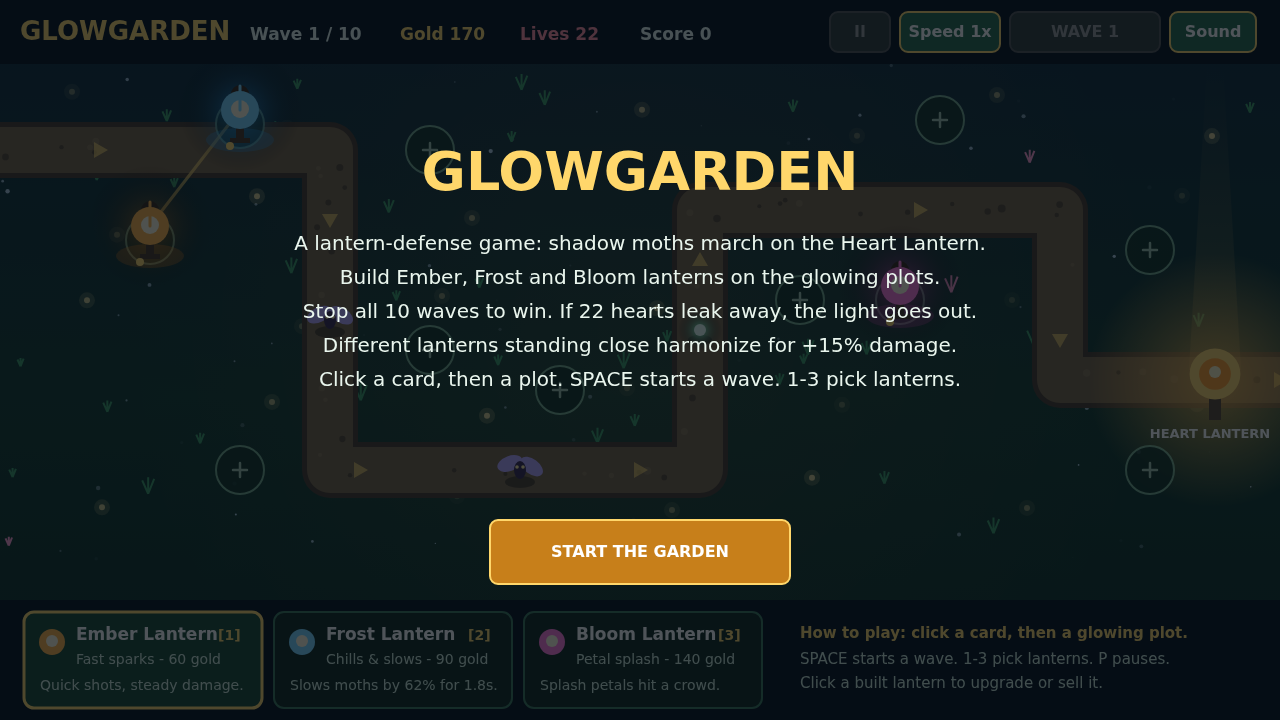 GLOWGARDEN
Wave 1 / 10
Gold 170
Lives 22
Score 0
II
Speed 1x
WAVE 1
Sound
GLOWGARDEN
A lantern-defense game: shadow moths march on the Heart Lantern.
Build Ember, Frost and Bloom lanterns on the glowing plots.
Stop all 10 waves to win. If 22 hearts leak away, the light goes out.
Different lanterns standing close harmonize for +15% damage.
Click a card, then a plot. SPACE starts a wave. 1-3 pick lanterns.
HEART LANTERN
START THE GARDEN
Ember Lantern [1]
Fast sparks - 60 gold
Quick shots, steady damage.
Frost Lantern [2]
Chills & slows - 90 gold
Slows moths by 62% for 1.8s.
Bloom Lantern [3]
Petal splash - 140 gold
Splash petals hit a crowd.
How to play: click a card, then a glowing plot.
SPACE starts a wave. 1-3 pick lanterns. P pauses.
Click a built lantern to upgrade or sell it.